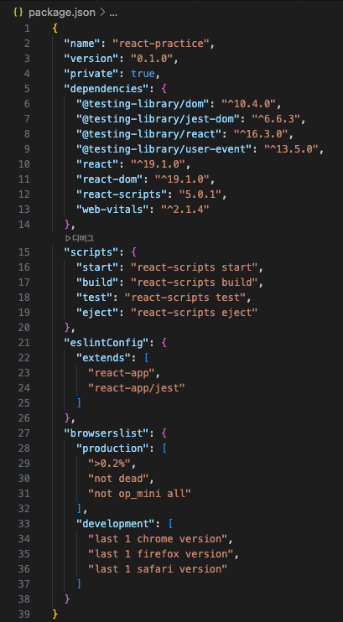 {} package.json > ...
1 {
2 "name": "react-practice",
3 "version": "0.1.0",
4 "private": true,
5 "dependencies": {
6 "@testing-library/dom": "^10.4.0",
7 "@testing-library/jest-dom": "^6.6.3",
8 "@testing-library/react": "^16.3.0",
9 "@testing-library/user-event": "^13.5.0",
10 "react": "^19.1.0",
11 "react-dom": "^19.1.0",
12 "react-scripts": "5.0.1",
13 "web-vitals": "^2.1.4"
14 },
▷디버그
15 "scripts": {
16 "start": "react-scripts start",
17 "build": "react-scripts build",
18 "test": "react-scripts test",
19 "eject": "react-scripts eject"
20 },
21 "eslintConfig": {
22 "extends": [
23 "react-app",
24 "react-app/jest"
25 ]
26 },
27 "browserslist": {
28 "production": [
29 ">0.2%",
30 "not dead",
31 "not op_mini all"
32 ],
33 "development": [
34 "last 1 chrome version",
35 "last 1 firefox version",
36 "last 1 safari version"
37 ]
38 }
39 }